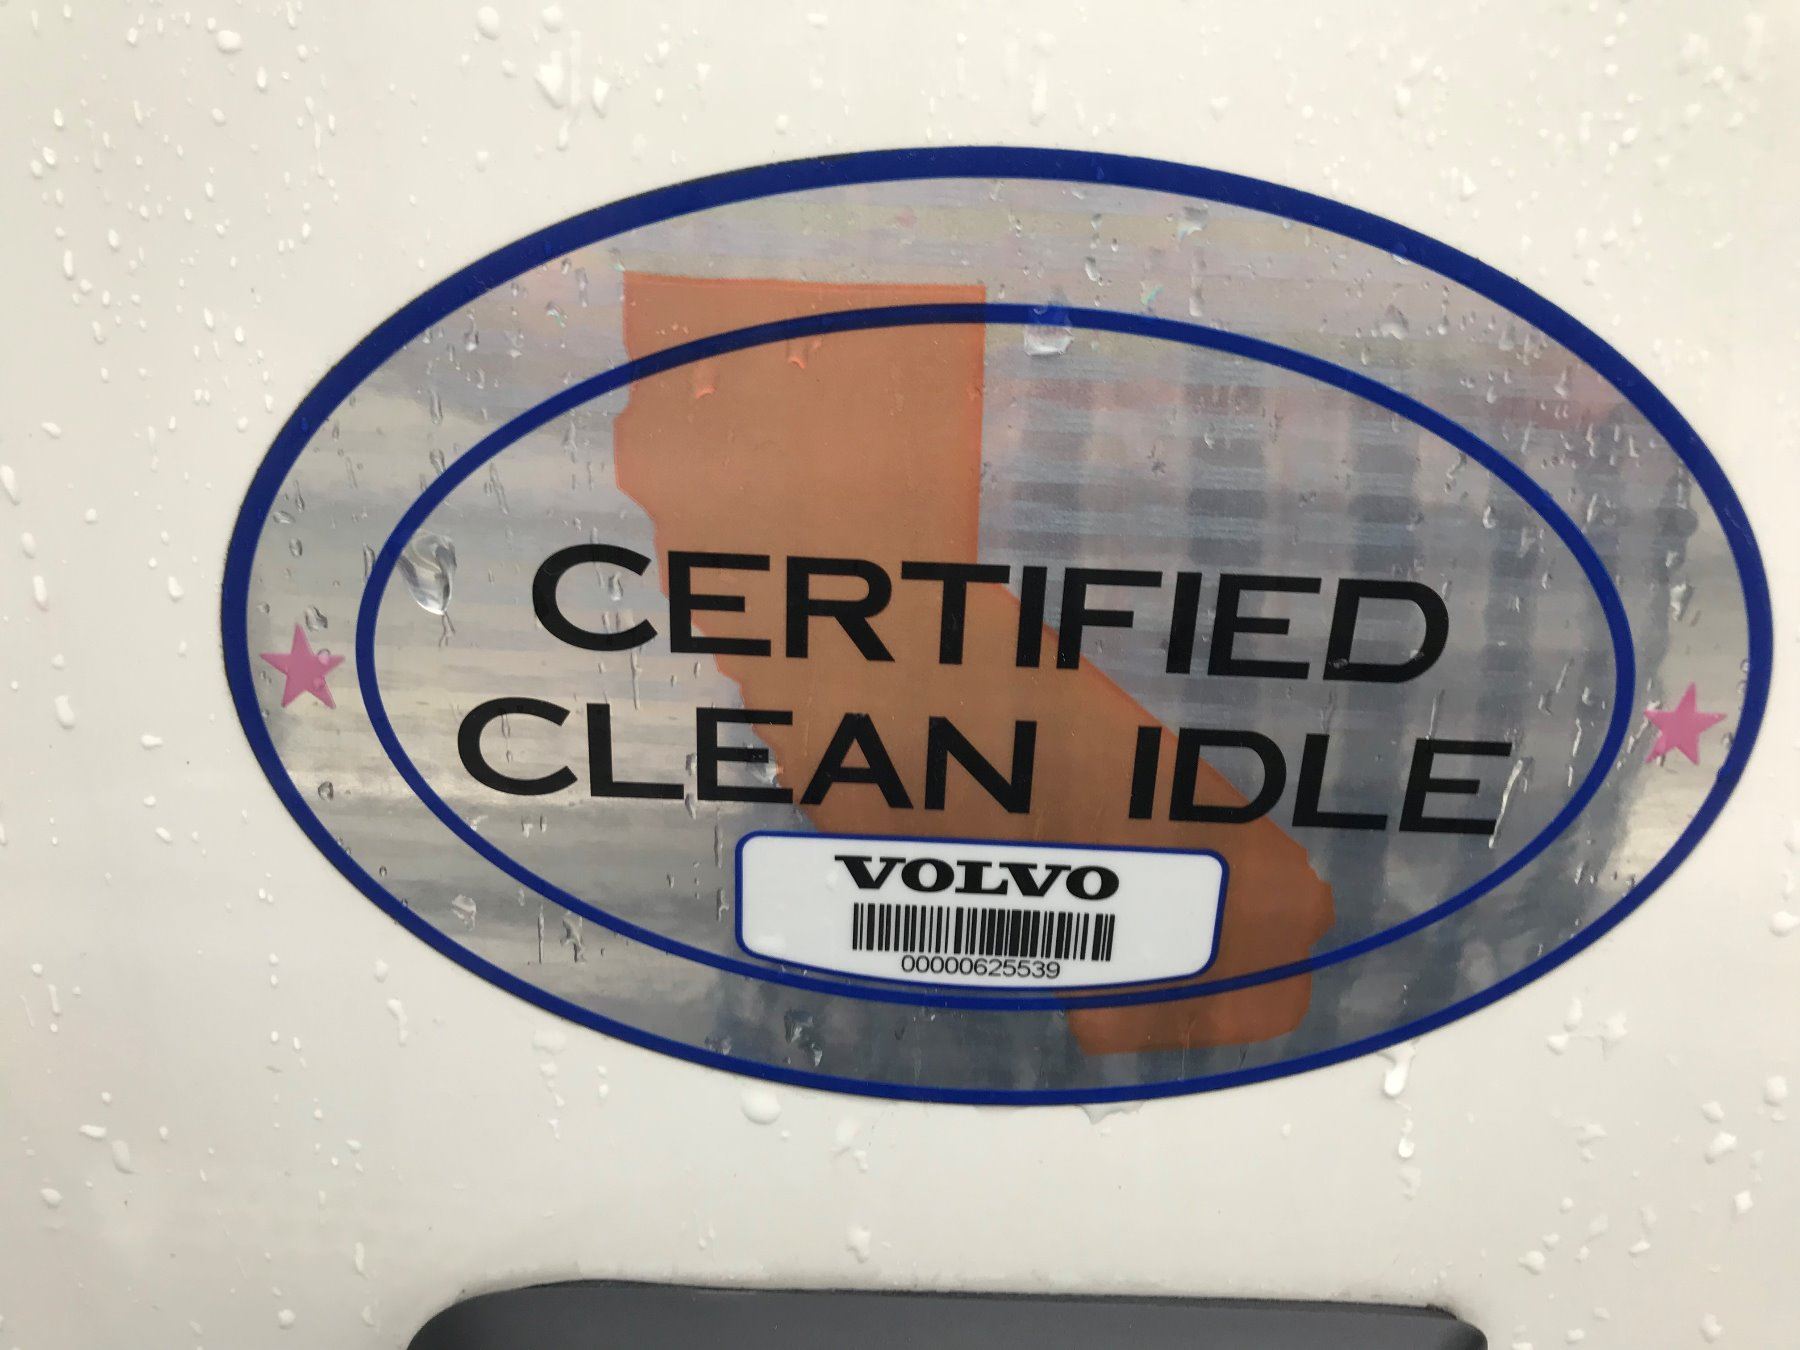 CERTIFIED
CLEAN IDLE
VOLVO
00000625539